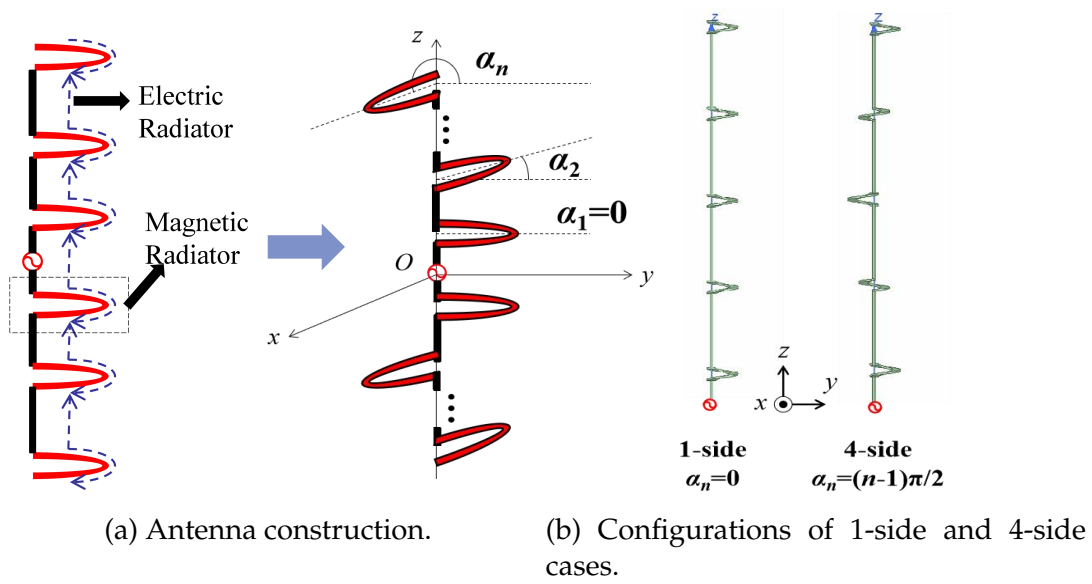 Electric
Radiator
Magnetic
Radiator
z
αn
α2
α1=0
O
y
x
z
z
z
y
x
1-side
αn=0
4-side
αn=(n-1)π/2
(a) Antenna construction.
(b) Configurations of 1-side and 4-side
cases.